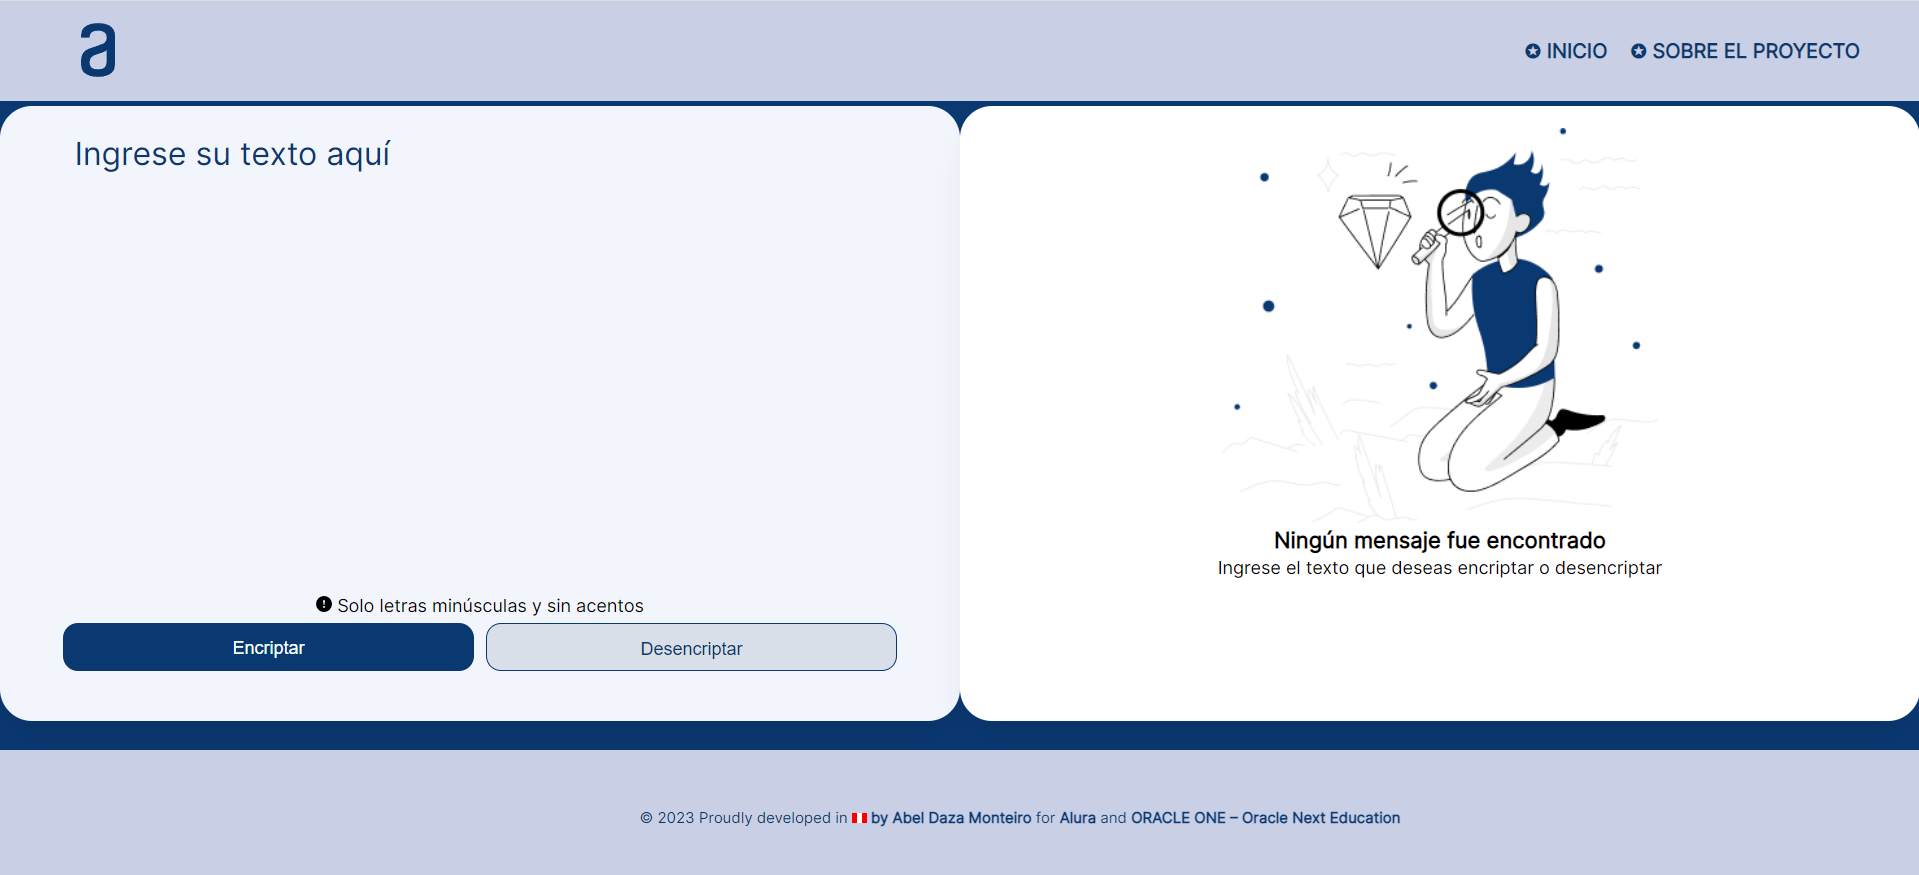 a
INICIO SOBRE EL PROYECTO
Ingrese su texto aquí
Solo letras minúsculas y sin acentos
Encriptar
Desencriptar
Ningún mensaje fue encontrado
Ingrese el texto que deseas encriptar o desencriptar
© 2023 Proudly developed in by Abel Daza Monteiro for Alura and ORACLE ONE – Oracle Next Education